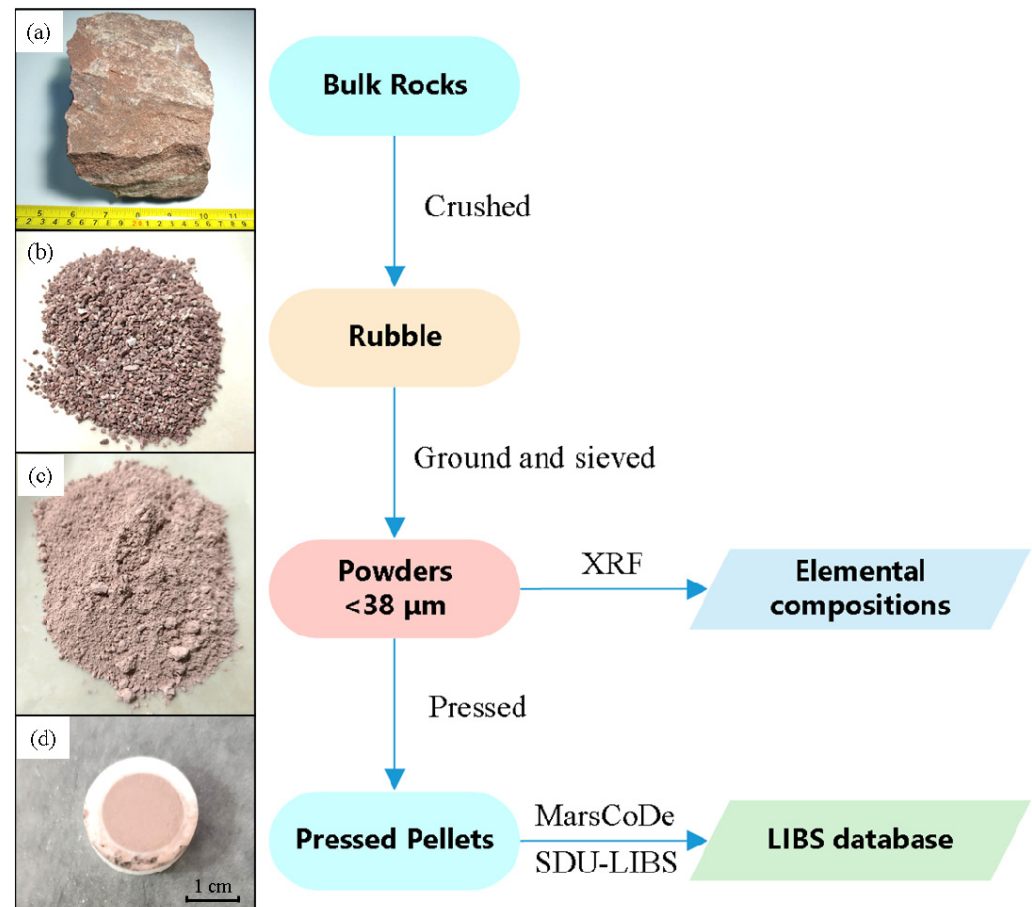 (a)
Bulk Rocks
Crushed
(b)
Rubble
Ground and sieved
(c)
Powders
<38 μm
XRF
Elemental
compositions
Pressed
(d)
Pressed Pellets
MarsCoDe
SDU-LIBS
LIBS database
1 cm